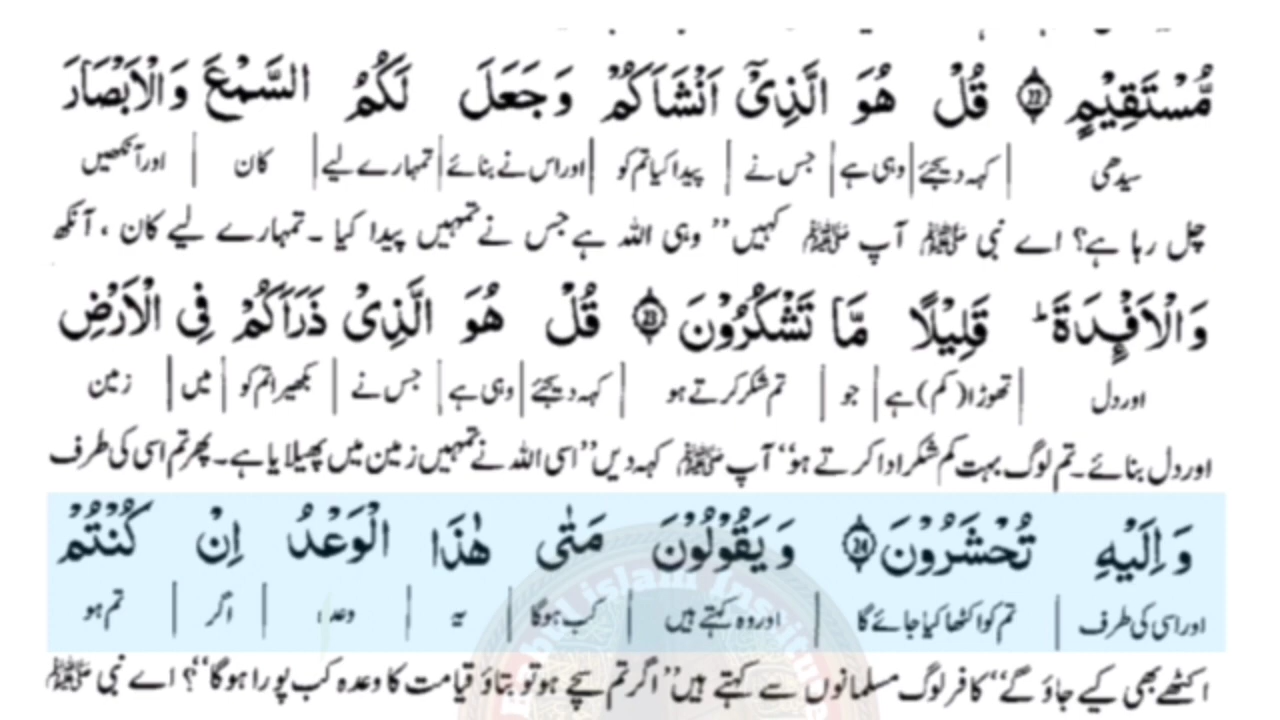 مُّسْتَقِيْمٍ ﴿22﴾ قُلْ هُوَ الَّذِيْۤ اَنْشَاَكُمْ وَجَعَلَ لَكُمُ السَّمْعَ وَالْاَبْصَارَ
سیدھی | کہہ دیجئے | وہی ہے | جس نے | پیدا کیا تم کو | اور اس نے بنائے | تمہارے لیے | کان | اور آنکھیں
چل رہا ہے؟ اے نبی ﷺ آپ ﷺ کہیں’’ وہی اللہ ہے جس نے تمہیں پیدا کیا ۔ تمہارے لیے کان ، آنکھ
وَالْاَفْـِٕدَةَ ؕ قَلِيْلًا مَّا تَشْكُرُوْنَ ﴿23﴾ قُلْ هُوَ الَّذِيْ ذَرَاَكُمْ فِي الْاَرْضِ
اور دل | تھوڑا (کم) ہے | جو | تم شکر کرتے ہو | کہہ دیجئے | وہی ہے | جس نے | بکھیرا تم کو | میں | زمین
اور دل بنائے ۔ تم لوگ بہت کم شکر ادا کرتے ہو‘‘ آپ ﷺ کہہ دیں’’ اسی اللہ نے تمہیں زمین میں پھیلایا ہے۔ پھر تم اسی کی طرف
وَ اِلَيْهِ تُحْشَرُوْنَ ﴿24﴾ وَيَقُوْلُوْنَ مَتٰى هٰذَا الْوَعْدُ اِنْ كُنْتُمْ
اور اسی کی طرف | تم کو اکٹھا کیا جائے گا | اور وہ کہتے ہیں | کب ہوگا | یہ | وعدہ | اگر | تم ہو
اکٹھے بھی کیے جاؤ گے‘‘ کافر لوگ مسلمانوں سے کہتے ہیں’’ اگر تم سچے ہو تو بتاؤ قیامت کا وعدہ کب پورا ہوگا‘‘؟ اے نبی ﷺ